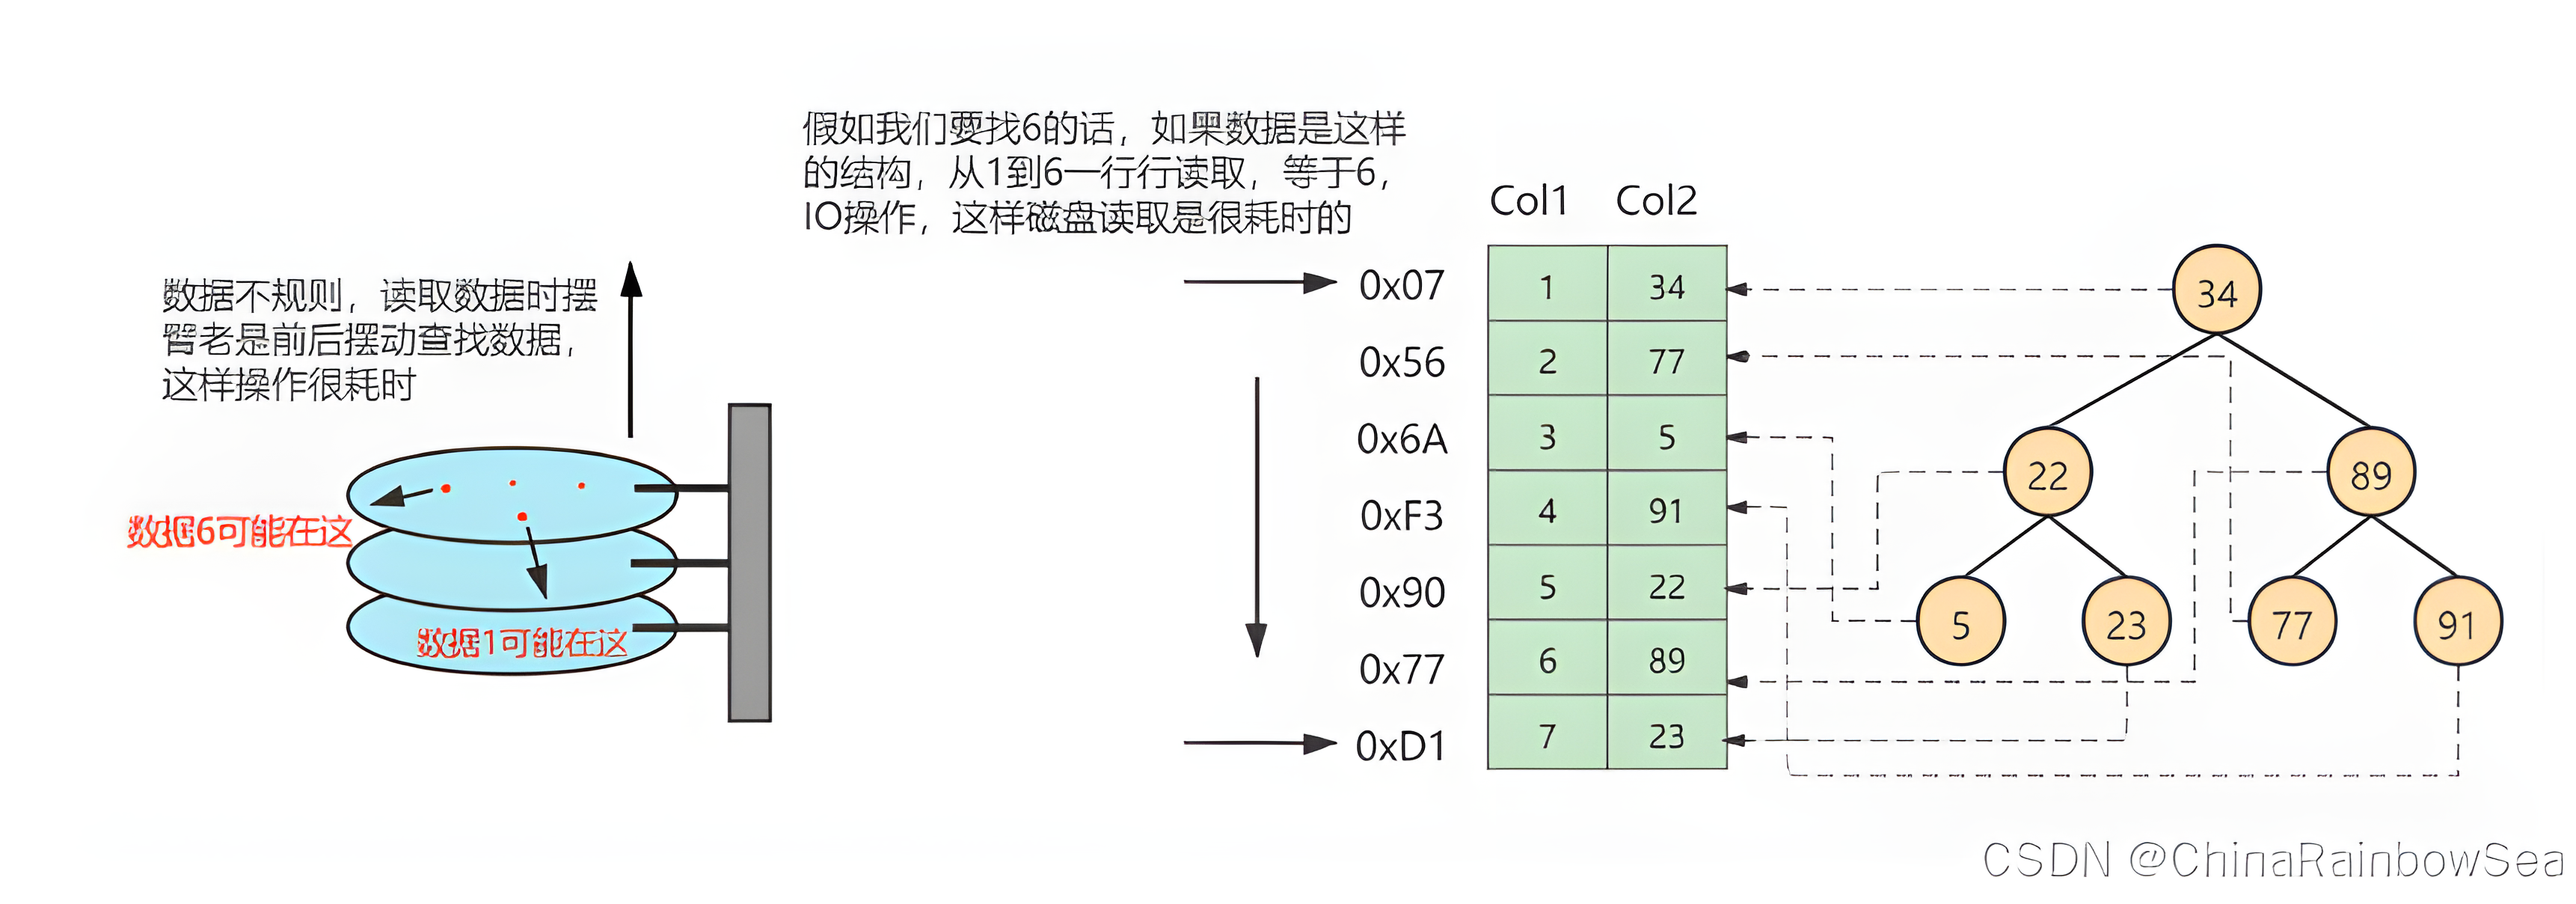 假如我们要找6的话，如果数据是这样
的结构，从1到6一行行读取，等于6，
IO操作，这样磁盘读取是很耗时的
数据不规则，读取数据时摆
臂老是前后摆动查找数据，
这样操作很耗时
数据6可能在这
数据1可能在这
Col1 Col2
0x07 1 34
0x56 2 77
0x6A 3 5
0xF3 4 91
0x90 5 22
0x77 6 89
0xD1 7 23
34
22 89
5 23 77 91
CSDN @ChinaRainbowSea